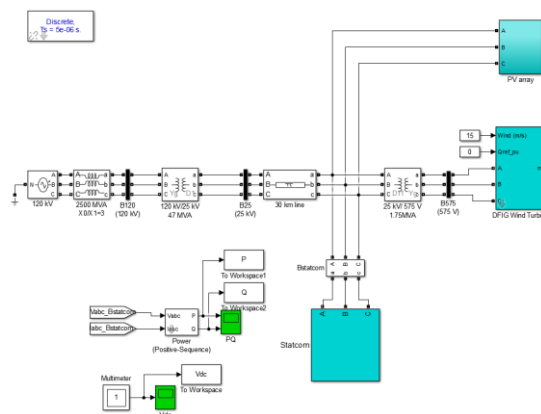 Discrete,
Ts = 5e-06 s.
A
B
C
PV array
15
Wind (m/s)
0
Qref_pu
A
B
C
m
DFIG Wind Turbi
N
A
B
C
120 kV
A
B
C
a
b
c
2500 MVA
X0/X1=3
B120
(120 kV)
A
B
C
a
b
c
120 kV/25 kV
47 MVA
B25
(25 kV)
A
B
C
a
b
c
30 km line
A
B
C
a
b
c
25 kV/ 575 V
1.75MVA
B575
(575 V)
Bstatcom
A
B
C
a
b
c
A
B
C
Statcom
P
To Workspace1
Q
To Workspace2
Vabc_Bstatcom
Iabc_Bstatcom
Vabc
Iabc
P
Q
Power
(Positive-Sequence)
PQ
Multimeter
1
Vdc
To Workspace